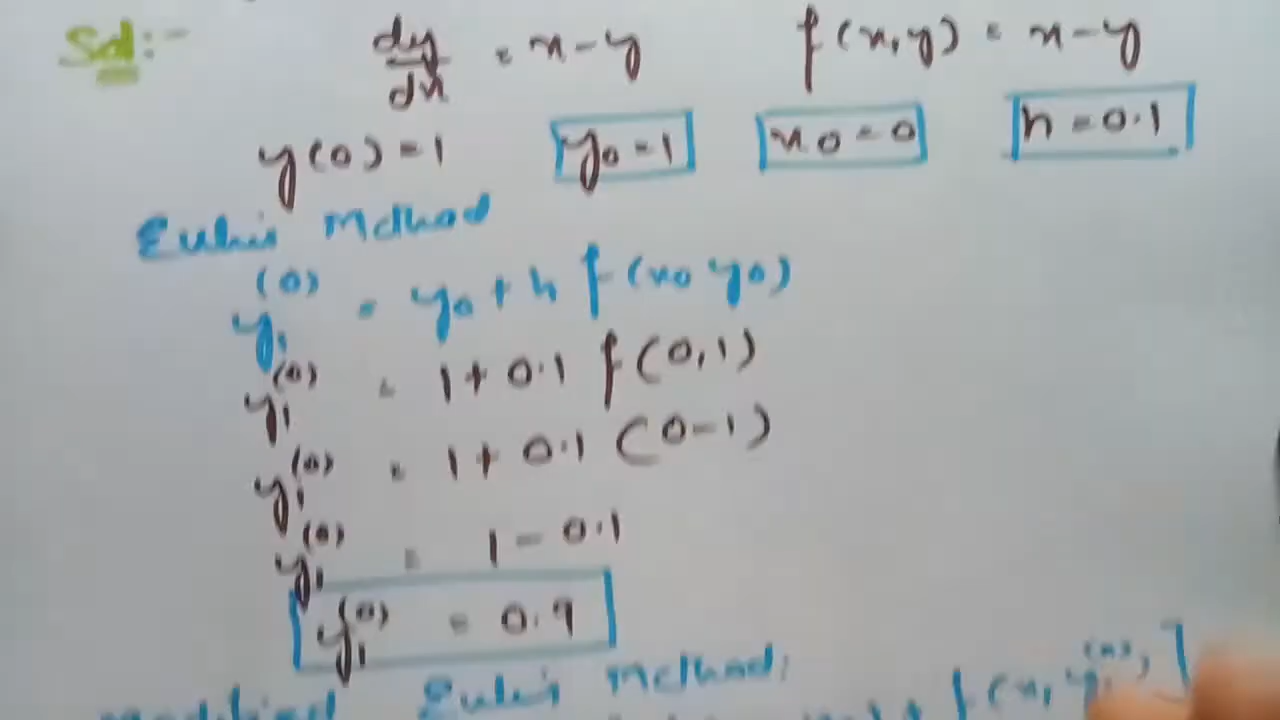 Sol:-
dy/dx = x-y f(x,y) = x-y
y(0)=1 y0=1 x0=0 h=0.1
Euler's Method
y1^(0) = y0 + h f(x0 y0)
y1^(0) = 1 + 0.1 f(0,1)
y1^(0) = 1 + 0.1 (0-1)
y1^(0) = 1 - 0.1
y1^(0) = 0.9
Modified Euler's Method: